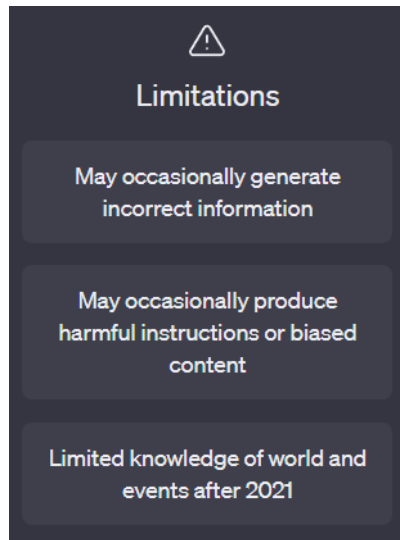 Limitations
May occasionally generate
incorrect information
May occasionally produce
harmful instructions or biased
content
Limited knowledge of world and
events after 2021